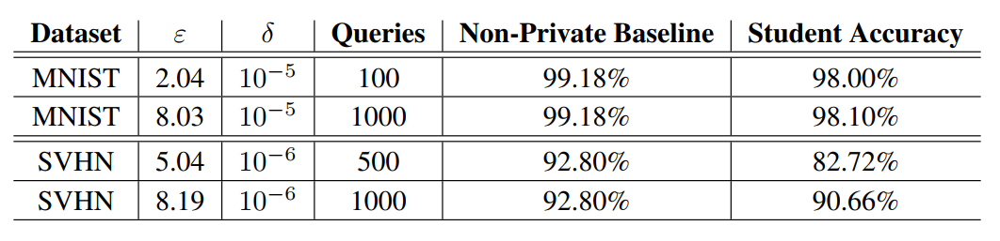 Dataset ε δ Queries Non-Private Baseline Student Accuracy
MNIST 2.04 10⁻⁵ 100 99.18% 98.00%
MNIST 8.03 10⁻⁵ 1000 99.18% 98.10%
SVHN 5.04 10⁻⁶ 500 92.80% 82.72%
SVHN 8.19 10⁻⁶ 1000 92.80% 90.66%